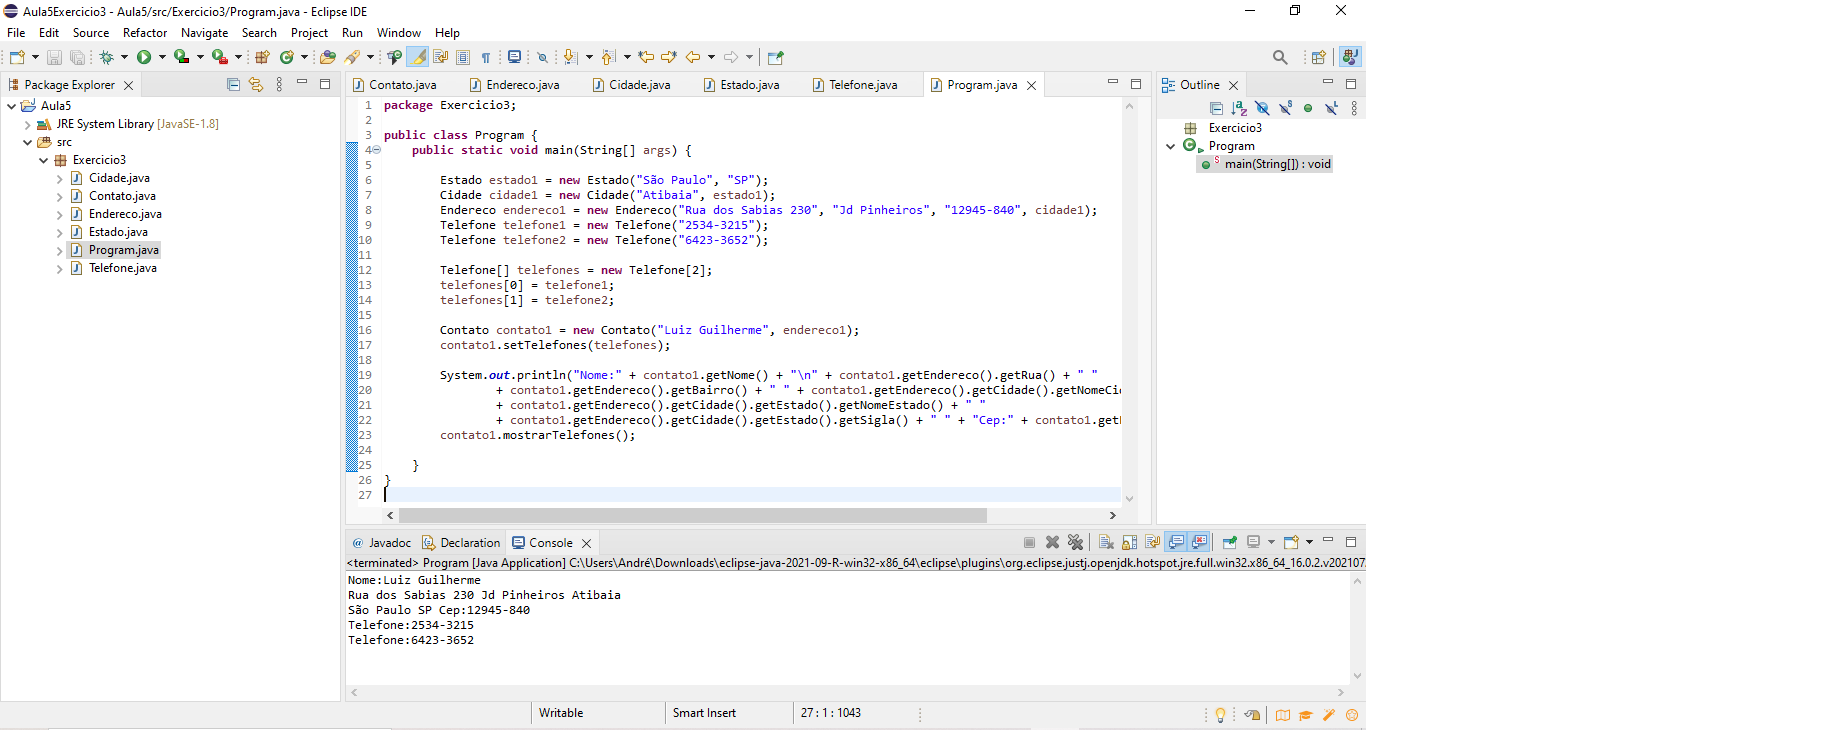 Aula5Exercicio3 - Aula5/src/Exercicio3/Program.java - Eclipse IDE
File Edit Source Refactor Navigate Search Project Run Window Help
Package Explorer
Aula5
JRE System Library [JavaSE-1.8]
src
Exercicio3
Cidade.java
Contato.java
Endereco.java
Estado.java
Program.java
Telefone.java
Contato.java Endereco.java Cidade.java Estado.java Telefone.java Program.java
1 package Exercicio3;
2
3 public class Program {
4 public static void main(String[] args) {
5
6 Estado estado1 = new Estado("São Paulo", "SP");
7 Cidade cidade1 = new Cidade("Atibaia", estado1);
8 Endereco endereco1 = new Endereco("Rua dos Sabias 230", "Jd Pinheiros", "12945-840", cidade1);
9 Telefone telefone1 = new Telefone("2534-3215");
10 Telefone telefone2 = new Telefone("6423-3652");
11
12 Telefone[] telefones = new Telefone[2];
13 telefones[0] = telefone1;
14 telefones[1] = telefone2;
15
16 Contato contato1 = new Contato("Luiz Guilherme", endereco1);
17 contato1.setTelefones(telefones);
18
19 System.out.println("Nome:" + contato1.getNome() + "\n" + contato1.getEndereco().getRua() + " "
20 + contato1.getEndereco().getBairro() + " " + contato1.getEndereco().getCidade().getNomeCi
21 + contato1.getEndereco().getCidade().getEstado().getNomeEstado() + " "
22 + contato1.getEndereco().getCidade().getEstado().getSigla() + " " + "Cep:" + contato1.get
23 contato1.mostrarTelefones();
24
25 }
26 }
27
Outline
Exercicio3
Program
main(String[]) : void
Javadoc Declaration Console
<terminated> Program [Java Application] C:\Users\André\Downloads\eclipse-java-2021-09-R-win32-x86_64\eclipse\plugins\org.eclipse.justj.openjdk.hotspot.jre.full.win32.x86_64_16.0.2.v202107
Nome:Luiz Guilherme
Rua dos Sabias 230 Jd Pinheiros Atibaia
São Paulo SP Cep:12945-840
Telefone:2534-3215
Telefone:6423-3652
Writable Smart Insert 27 : 1 : 1043